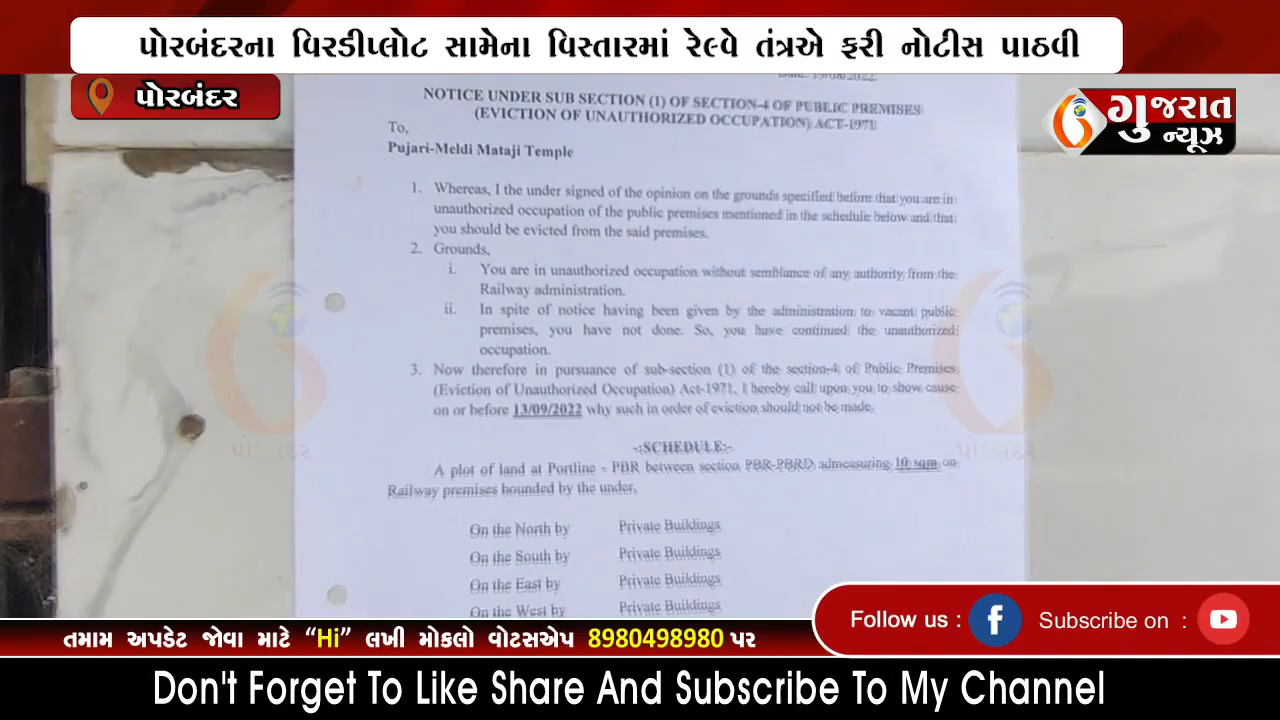 પોરબંદરના વિરડીપ્લોટ સામેના વિસ્તારમાં રેલ્વે તંત્રએ ફરી નોટીસ પાઠવી
પોરબંદર
ગુજરાત
ન્યૂઝ
NOTICE UNDER SUB SECTION (1) OF SECTION-4 OF PUBLIC PREMISES
(EVICTION OF UNAUTHORIZED OCCUPATION) ACT-1971
To,
Pujari-Meldi Mataji Temple
1. Whereas, I the under signed of the opinion on the grounds specified before that you are in
unauthorized occupation of the public premises mentioned in the schedule below and that
you should be evicted from the said premises.
2. Grounds,
i. You are in unauthorized occupation without semblance of any authority from the
Railway administration.
ii. In spite of notice having been given by the administration to vacant public
premises, you have not done. So, you have continued the unauthorized
occupation.
3. Now therefore in pursuance of sub-section (1) of the section-4 of Public Premises
(Eviction of Unauthorized Occupation) Act-1971, I hereby call upon you to show cause
on or before 13/09/2022 why such in order of eviction should not be made.
-:SCHEDULE:-
A plot of land at Portline - PBR between section PBR-PBRD admeasuring 10 sqm on
Railway premises bounded by the under,
On the North by Private Buildings
On the South by Private Buildings
On the East by Private Buildings
On the West by Private Buildings
પોરબંદર
પોરબંદર
Follow us :
Subscribe on :
તમામ અપડેટ જોવા માટે “Hi” લખી મોકલો વોટસએપ 8980498980 પર
Don't Forget To Like Share And Subscribe To My Channel